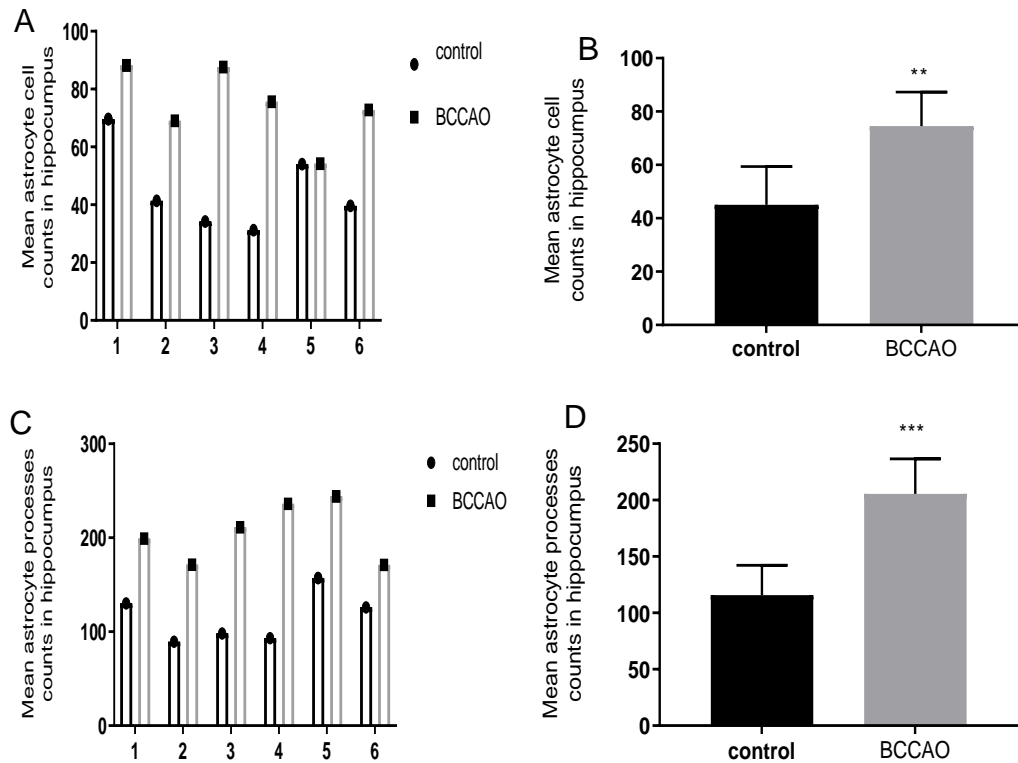 A
Mean astrocyte cell
counts in hippocumpus
100
80
60
40
20
0
1 2 3 4 5 6
control
BCCAO
B
Mean astrocyte cell
counts in hippocumpus
100
80
60
40
20
0
**
control BCCAO
C
Mean astrocyte processes
counts in hippocumpus
300
200
100
0
1 2 3 4 5 6
control
BCCAO
D
Mean astrocyte processes
counts in hippocumpus
250
200
150
100
50
0
***
control BCCAO